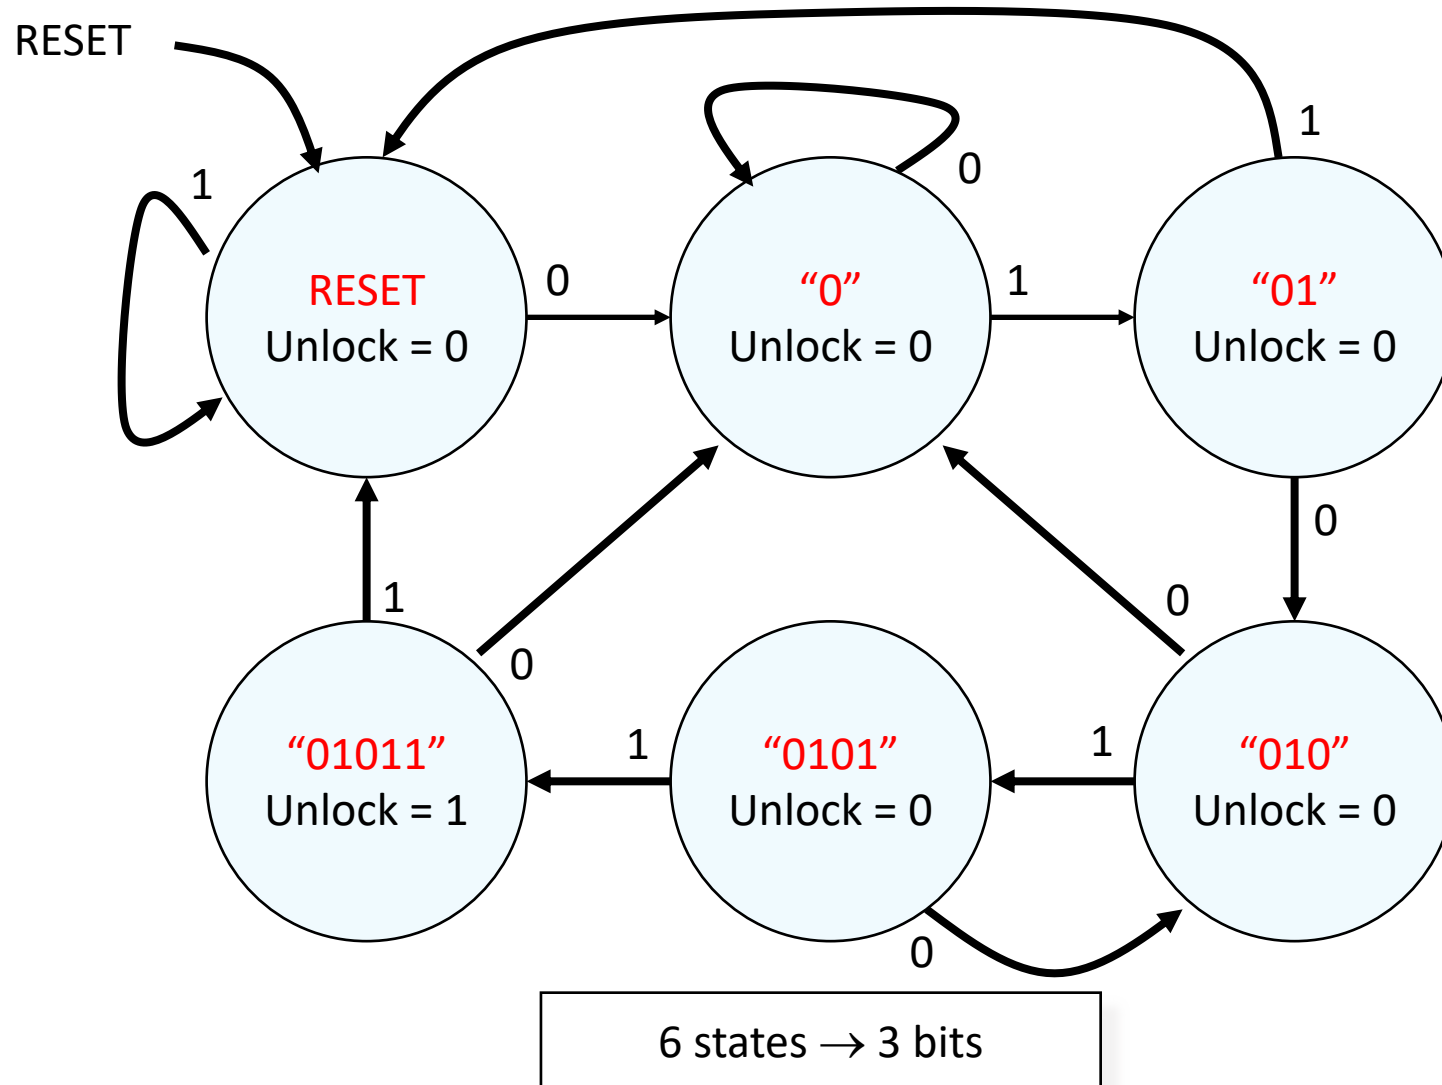 RESET
1
0
1
RESET
Unlock = 0
0
“0”
Unlock = 0
1
“01”
Unlock = 0
0
1
0
0
“01011”
Unlock = 1
1
“0101”
Unlock = 0
1
“010”
Unlock = 0
0
6 states → 3 bits